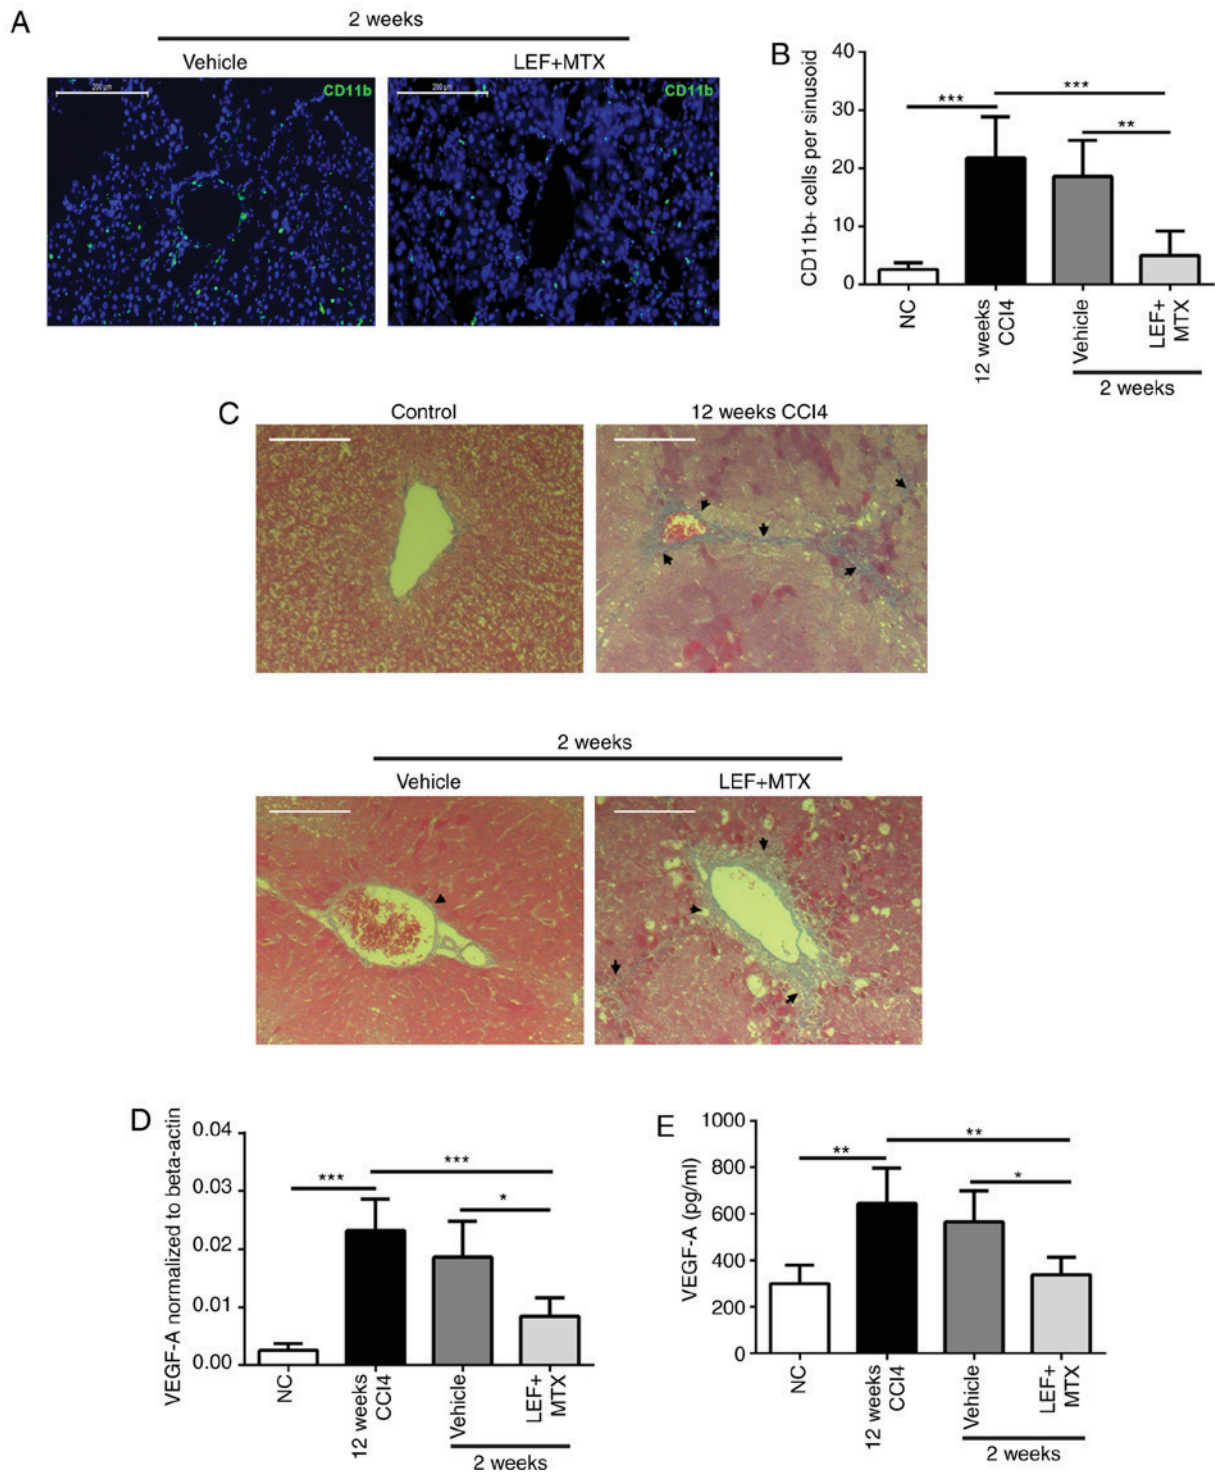 A
2 weeks
Vehicle
LEF+MTX
200 µm
CD11b
200 µm
CD11b
B
CD11b+ cells per sinusoid
40
30
20
10
0
***
***
**
NC
12 weeks
CCl4
Vehicle
LEF+
MTX
2 weeks
C
Control
12 weeks CCl4
2 weeks
Vehicle
LEF+MTX
D
VEGF-A normalized to beta-actin
0.04
0.03
0.02
0.01
0.00
***
***
*
NC
12 weeks
CCl4
Vehicle
LEF+
MTX
2 weeks
E
VEGF-A (pg/ml)
1000
800
600
400
200
0
**
**
*
NC
12 weeks
CCl4
Vehicle
LEF+
MTX
2 weeks